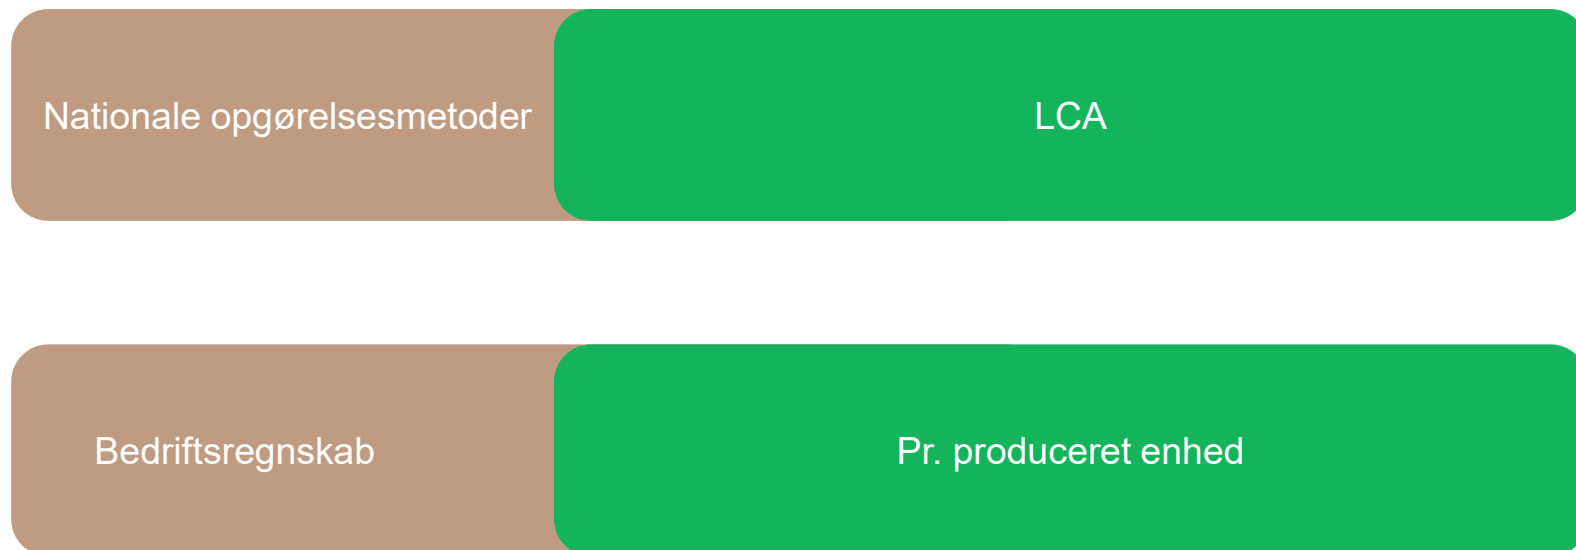 Nationale opgørelsesmetoder
LCA
Bedriftsregnskab
Pr. produceret enhed